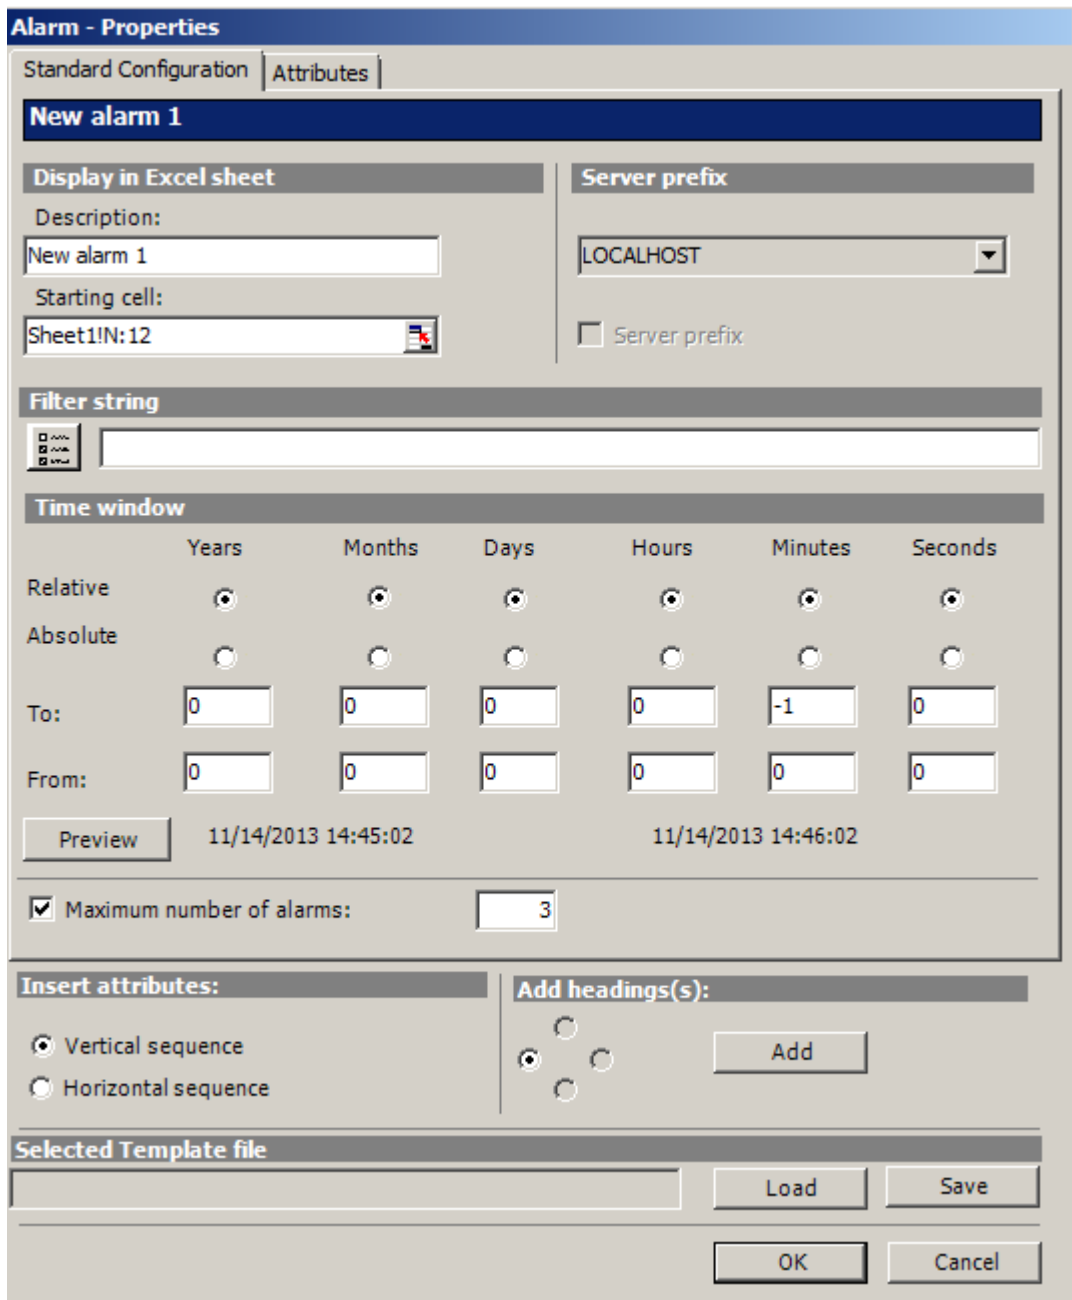 Alarm - Properties
Standard Configuration Attributes
New alarm 1
Display in Excel sheet Server prefix
Description:
New alarm 1 LOCALHOST
Starting cell:
Sheet1!N:12 Server prefix
Filter string
Time window
Years Months Days Hours Minutes Seconds
Relative
Absolute
To: 0 0 0 0 -1 0
From: 0 0 0 0 0 0
Preview 11/14/2013 14:45:02 11/14/2013 14:46:02
Maximum number of alarms: 3
Insert attributes: Add headings(s):
Vertical sequence Add
Horizontal sequence
Selected Template file
Load Save
OK Cancel